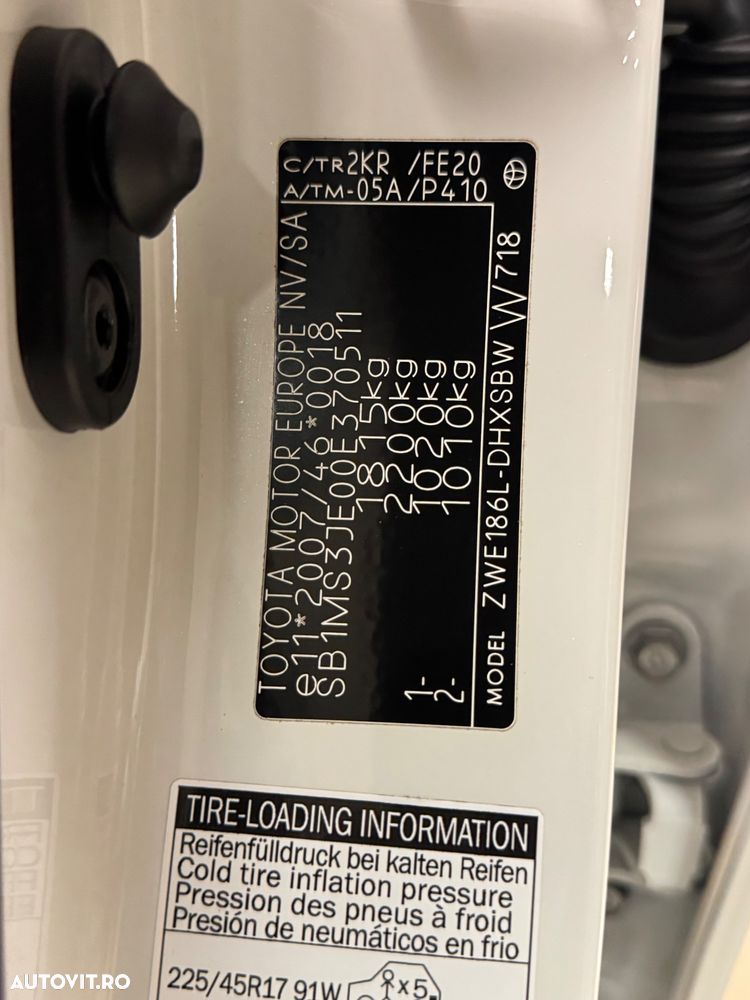 TOYOTA MOTOR EUROPE NV/SA
e11*2007/46*0018
SB1MS3JE00E370511
1815kg
2200kg
1- 1020kg
2- 1010kg
MODEL ZWE186L-DHXSBW W718
C/TR2KR /FE20
A/TM-05A/P410
TIRE-LOADING INFORMATION
Reifenfülldruck bei kalten Reifen
Cold tire inflation pressure
Pression des pneus à froid
Presión de neumáticos en frio
225/45R17 91W
x5
AUTOVIT.RO